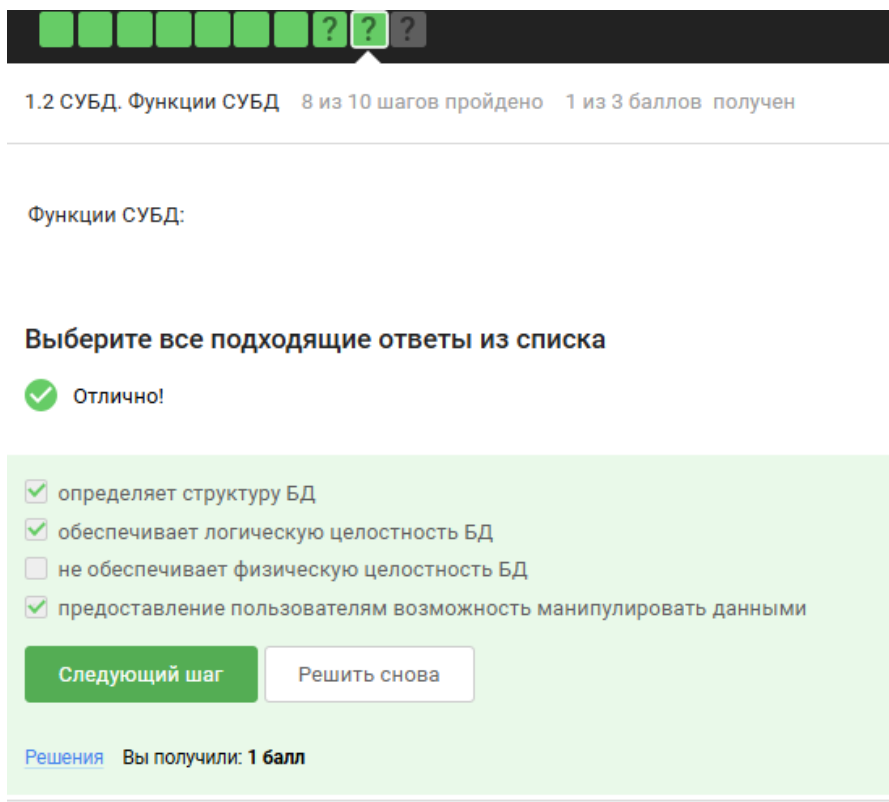 ? ? ?
1.2 СУБД. Функции СУБД 8 из 10 шагов пройдено 1 из 3 баллов получен
Функции СУБД:
Выберите все подходящие ответы из списка
Отлично!
определяет структуру БД
обеспечивает логическую целостность БД
не обеспечивает физическую целостность БД
предоставление пользователям возможность манипулировать данными
Следующий шаг Решить снова
Решения Вы получили: 1 балл